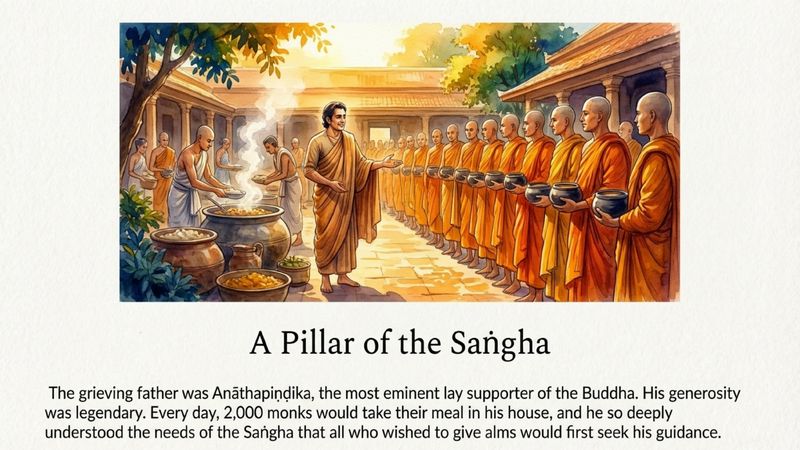 A Pillar of the Saṅgha
The grieving father was Anāthapiṇḍika, the most eminent lay supporter of the Buddha. His generosity
was legendary. Every day, 2,000 monks would take their meal in his house, and he so deeply
understood the needs of the Saṅgha that all who wished to give alms would first seek his guidance.